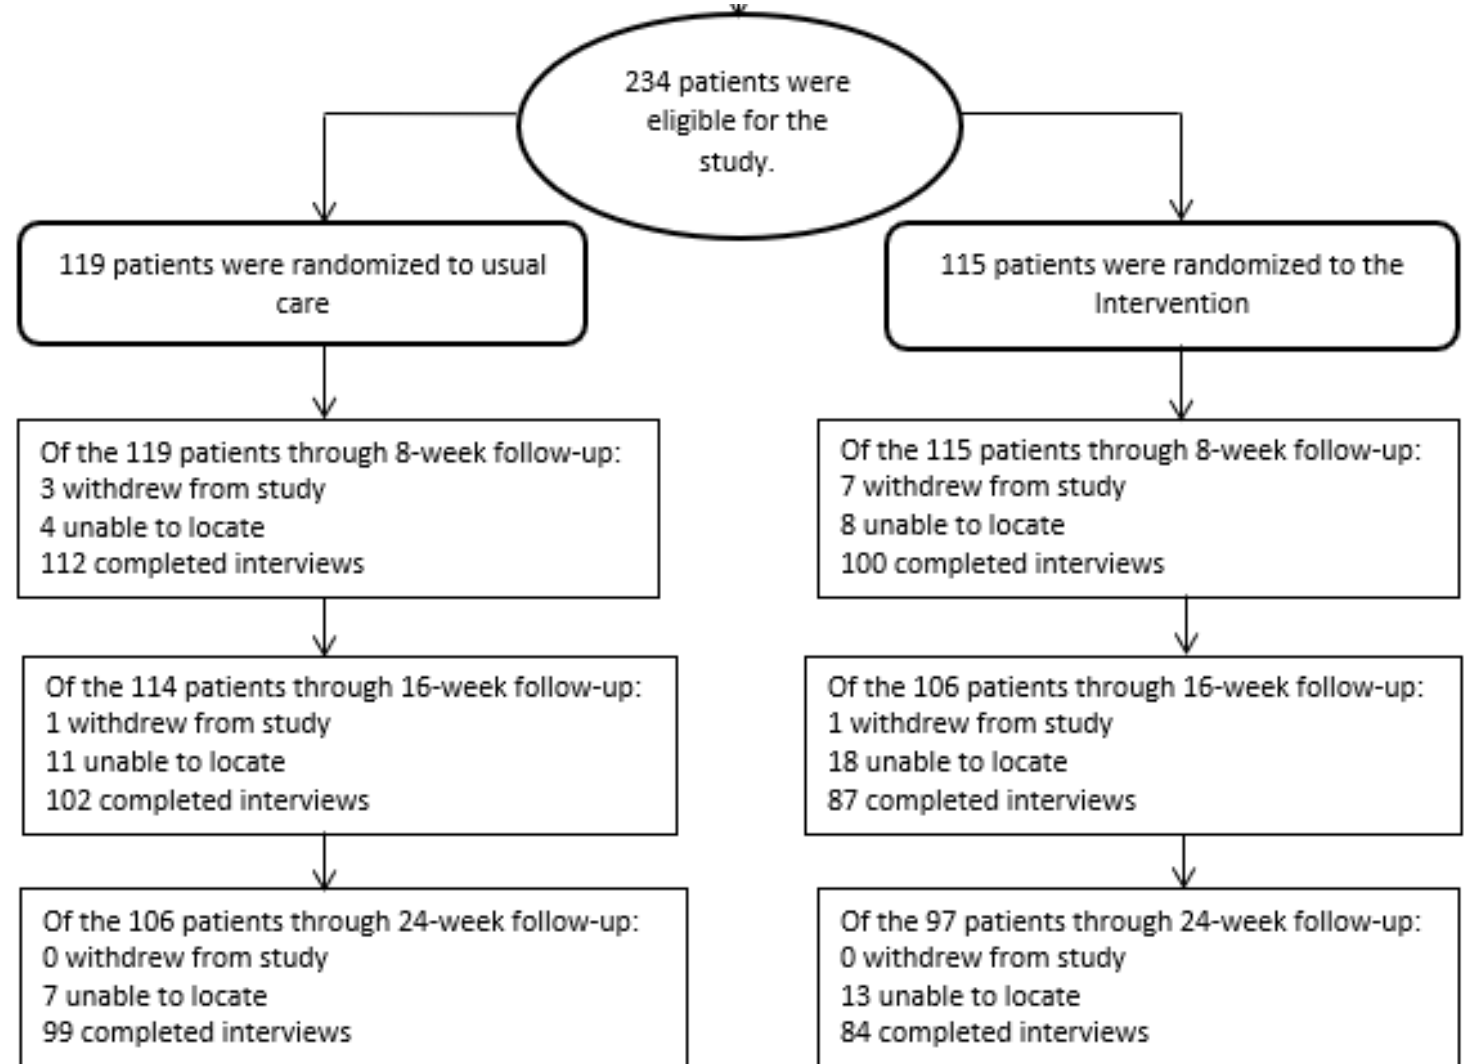 234 patients were
eligible for the
study.
119 patients were randomized to usual
care
115 patients were randomized to the
Intervention
Of the 119 patients through 8-week follow-up:
3 withdrew from study
4 unable to locate
112 completed interviews
Of the 115 patients through 8-week follow-up:
7 withdrew from study
8 unable to locate
100 completed interviews
Of the 114 patients through 16-week follow-up:
1 withdrew from study
11 unable to locate
102 completed interviews
Of the 106 patients through 16-week follow-up:
1 withdrew from study
18 unable to locate
87 completed interviews
Of the 106 patients through 24-week follow-up:
0 withdrew from study
7 unable to locate
99 completed interviews
Of the 97 patients through 24-week follow-up:
0 withdrew from study
13 unable to locate
84 completed interviews